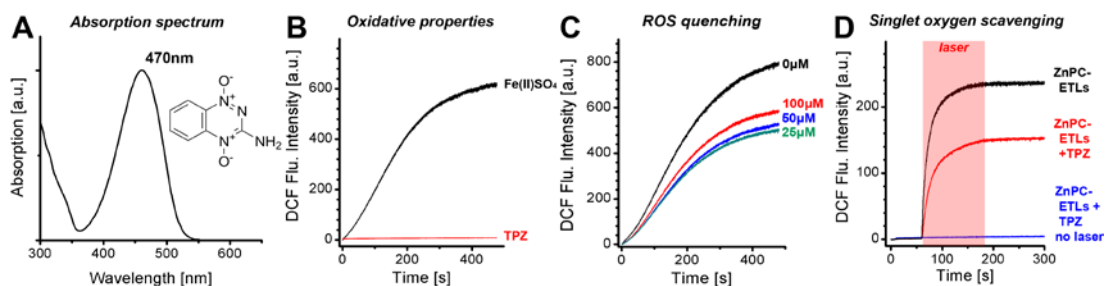 Absorption spectrum
A
470nm
O-
N+
N
N+
NH2
O-
Absorption [a.u.]
300
400
500
600
Wavelength [nm]
Oxidative properties
B
600
400
200
0
DCF Flu. Intensity [a.u.]
Fe(II)SO4
TPZ
0
200
400
Time [s]
ROS quenching
C
800
600
400
200
0
DCF Flu. Intensity [a.u.]
0µM
100µM
50µM
25µM
0
200
400
Time [s]
Singlet oxygen scavenging
D
laser
200
100
0
DCF Flu. Intensity [a.u.]
ZnPC-
ETLs
ZnPC-
ETLs
+TPZ
ZnPC-
ETLs +
TPZ
no laser
0
100
200
300
Time [s]